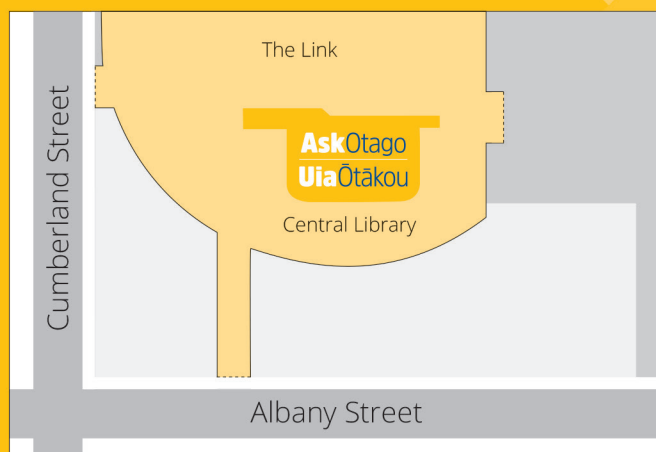 The Link
AskOtago
UiaŌtākou
Central Library
Cumberland Street
Albany Street